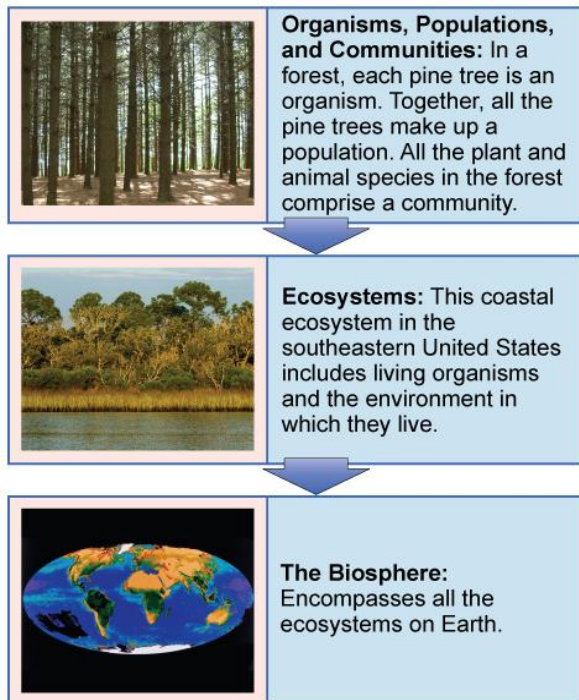 Organisms, Populations,
and Communities: In a
forest, each pine tree is an
organism. Together, all the
pine trees make up a
population. All the plant and
animal species in the forest
comprise a community.
Ecosystems: This coastal
ecosystem in the
southeastern United States
includes living organisms
and the environment in
which they live.
The Biosphere:
Encompasses all the
ecosystems on Earth.